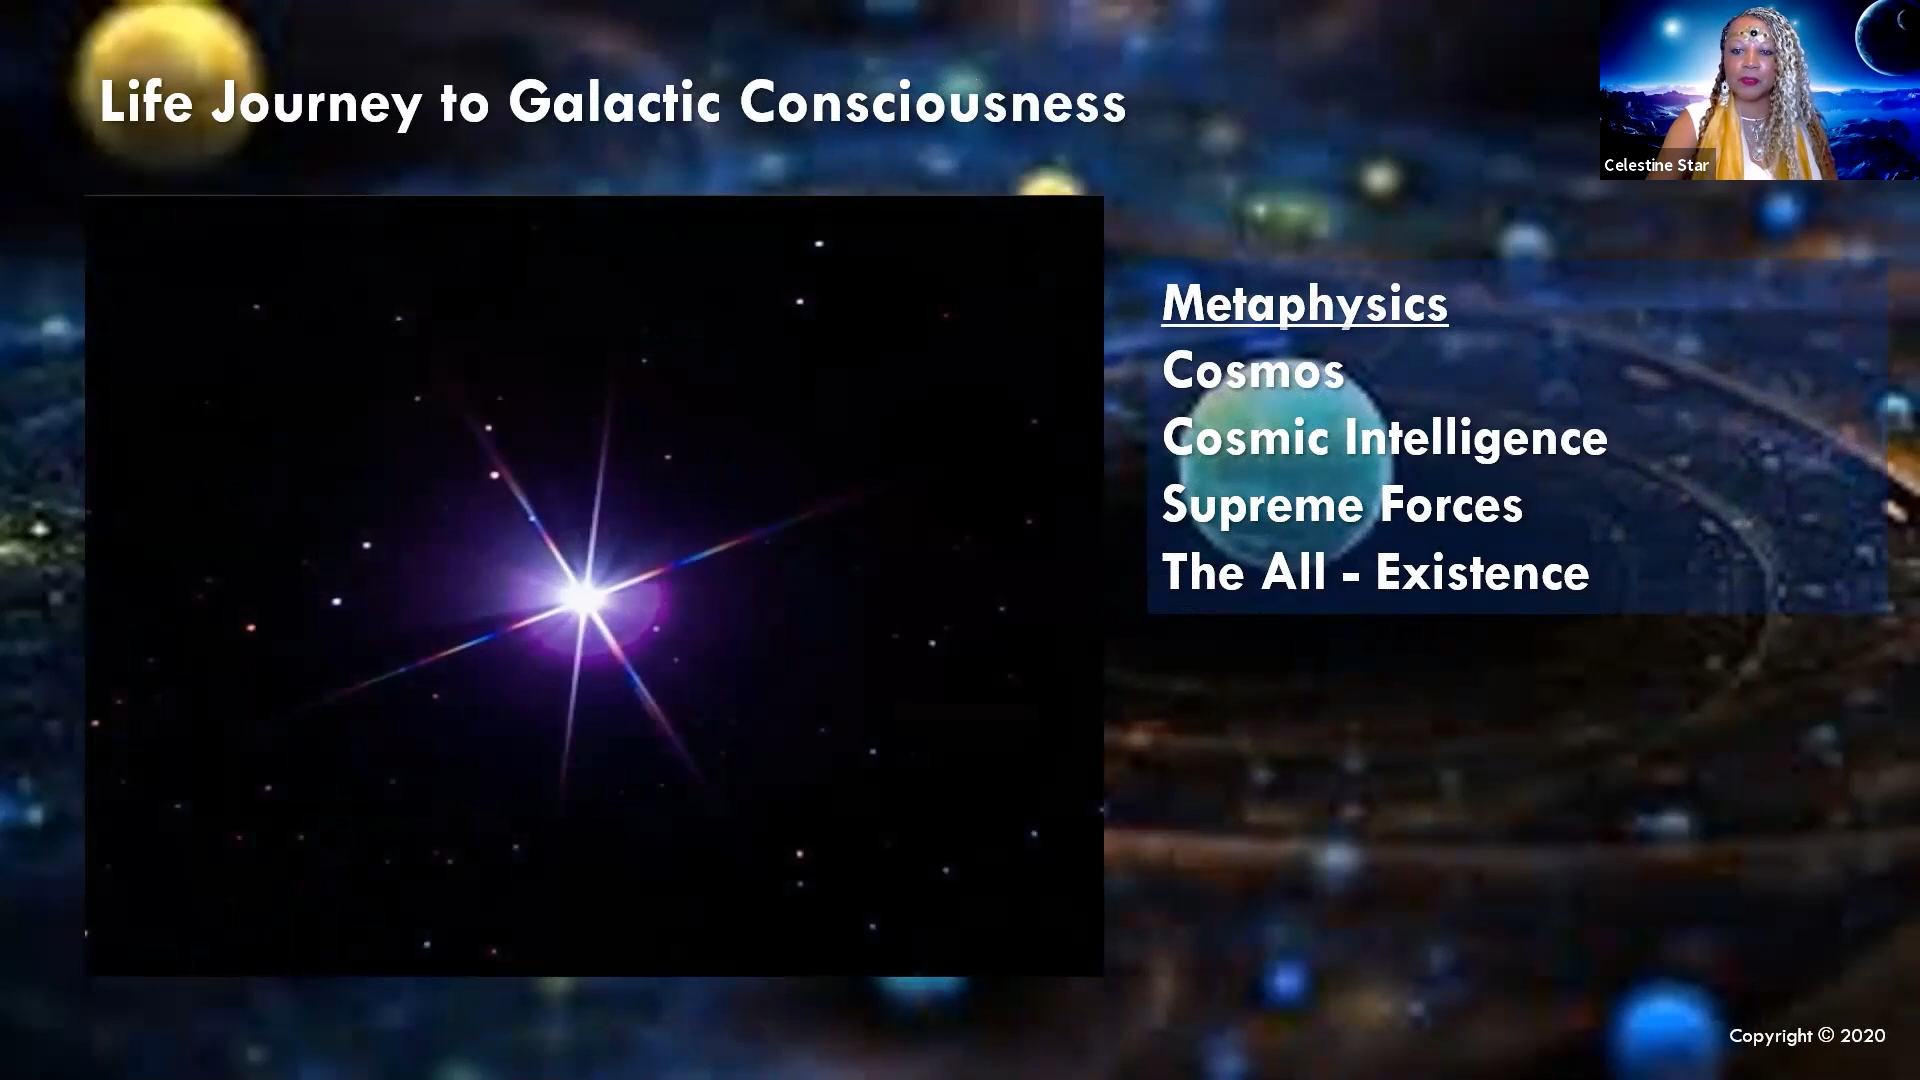 Life Journey to Galactic Consciousness
Celestine Star
Metaphysics
Cosmos
Cosmic Intelligence
Supreme Forces
The All - Existence
Copyright © 2020